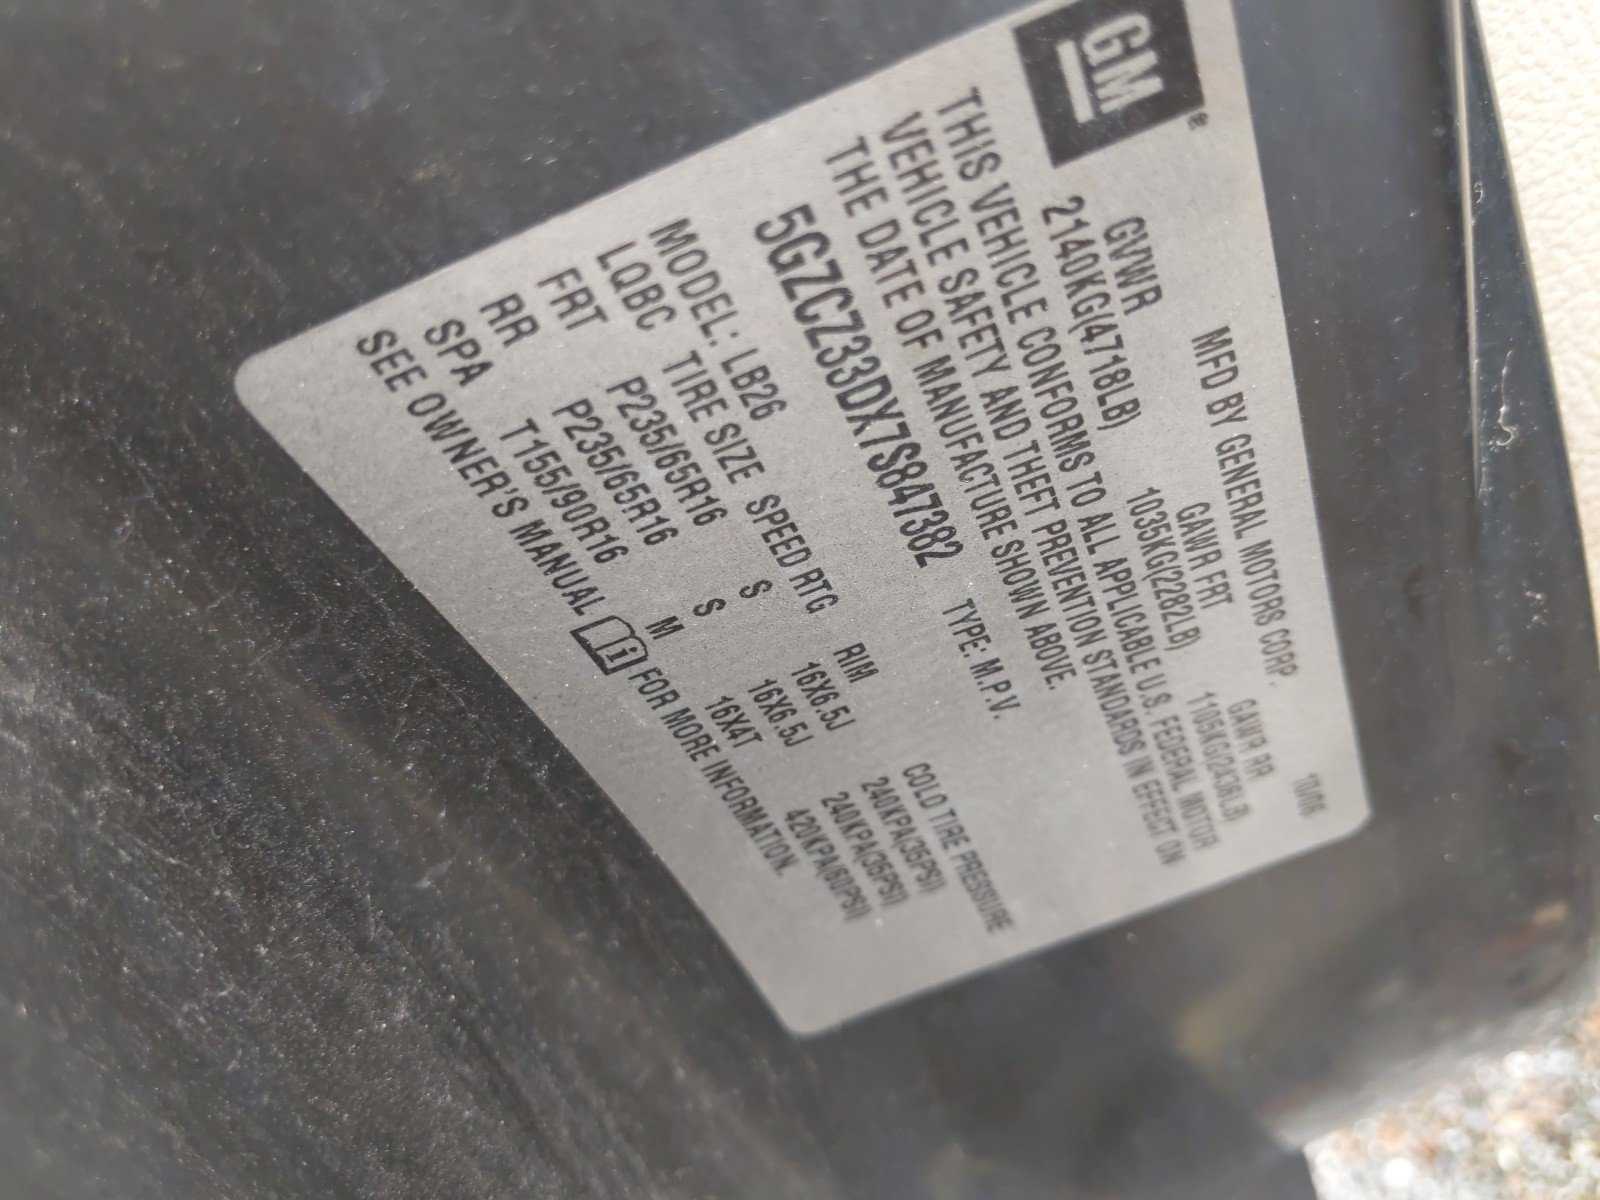 GM
MFD BY GENERAL MOTORS CORP. 10/06
GVWR GAWR FRT GAWR RR
2140KG(4718LB) 1035KG(2282LB) 1105KG(2436LB)
THIS VEHICLE CONFORMS TO ALL APPLICABLE U.S. FEDERAL MOTOR
VEHICLE SAFETY AND THEFT PREVENTION STANDARDS IN EFFECT ON
THE DATE OF MANUFACTURE SHOWN ABOVE.
5GZCZ33DX7S847382 TYPE: M.P.V.
MODEL: LB26
LQBC TIRE SIZE SPEED RTG RIM COLD TIRE PRESSURE
FRT P235/65R16 S 16X6.5J 240KPA(35PSI)
RR P235/65R16 S 16X6.5J 240KPA(35PSI)
SPA T155/90R16 M 16X4T 420KPA(60PSI)
SEE OWNER'S MANUAL FOR MORE INFORMATION.